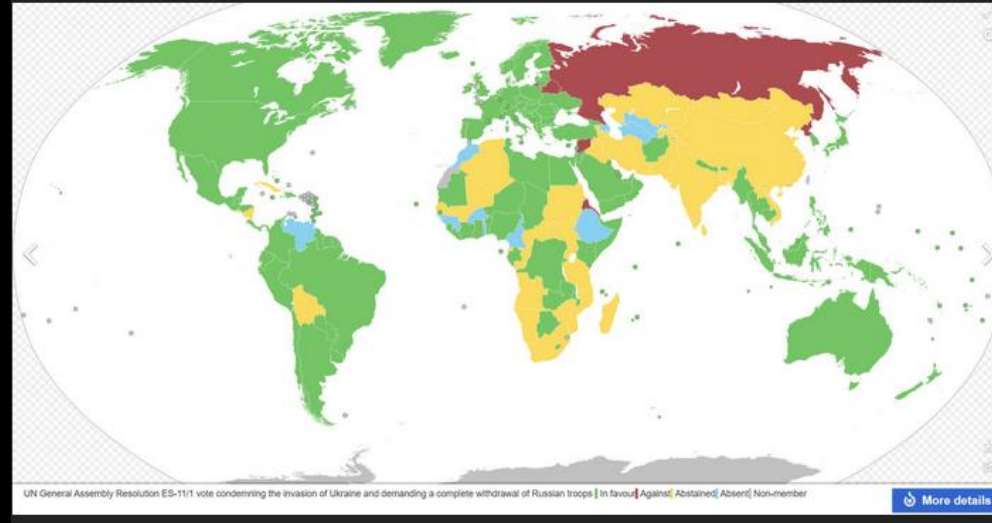 UN General Assembly Resolution ES-11/1 vote condemning the invasion of Ukraine and demanding a complete withdrawal of Russian troops In favour Against Abstained Absent Non-member
More details